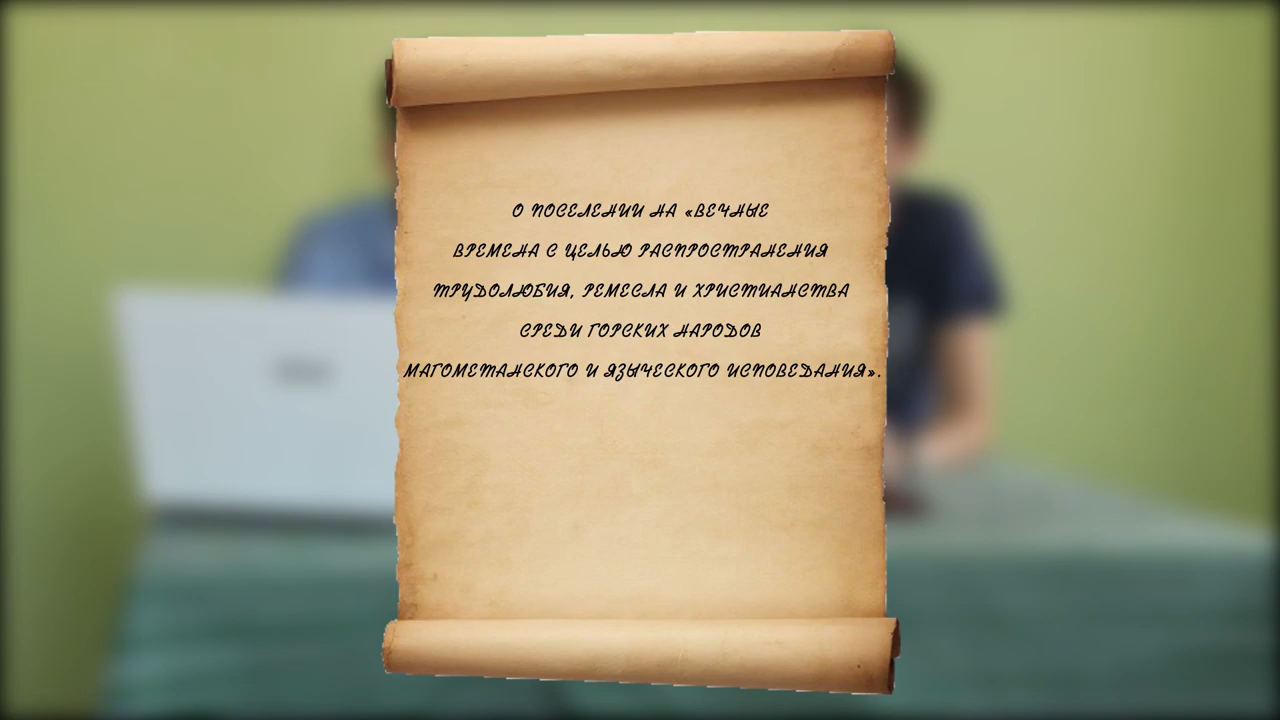 О ПОСЕЛЕНИИ НА «ВЕЧНЫЕ
ВРЕМЕНА С ЦЕЛЬЮ РАСПРОСТРАНЕНИЯ
ТРУДОЛЮБИЯ, РЕМЕСЛА И ХРИСТИАНСТВА
СРЕДИ ГОРСКИХ НАРОДОВ
МАГОМЕТАНСКОГО И ЯЗЫЧЕСКОГО ИСПОВЕДАНИЯ».